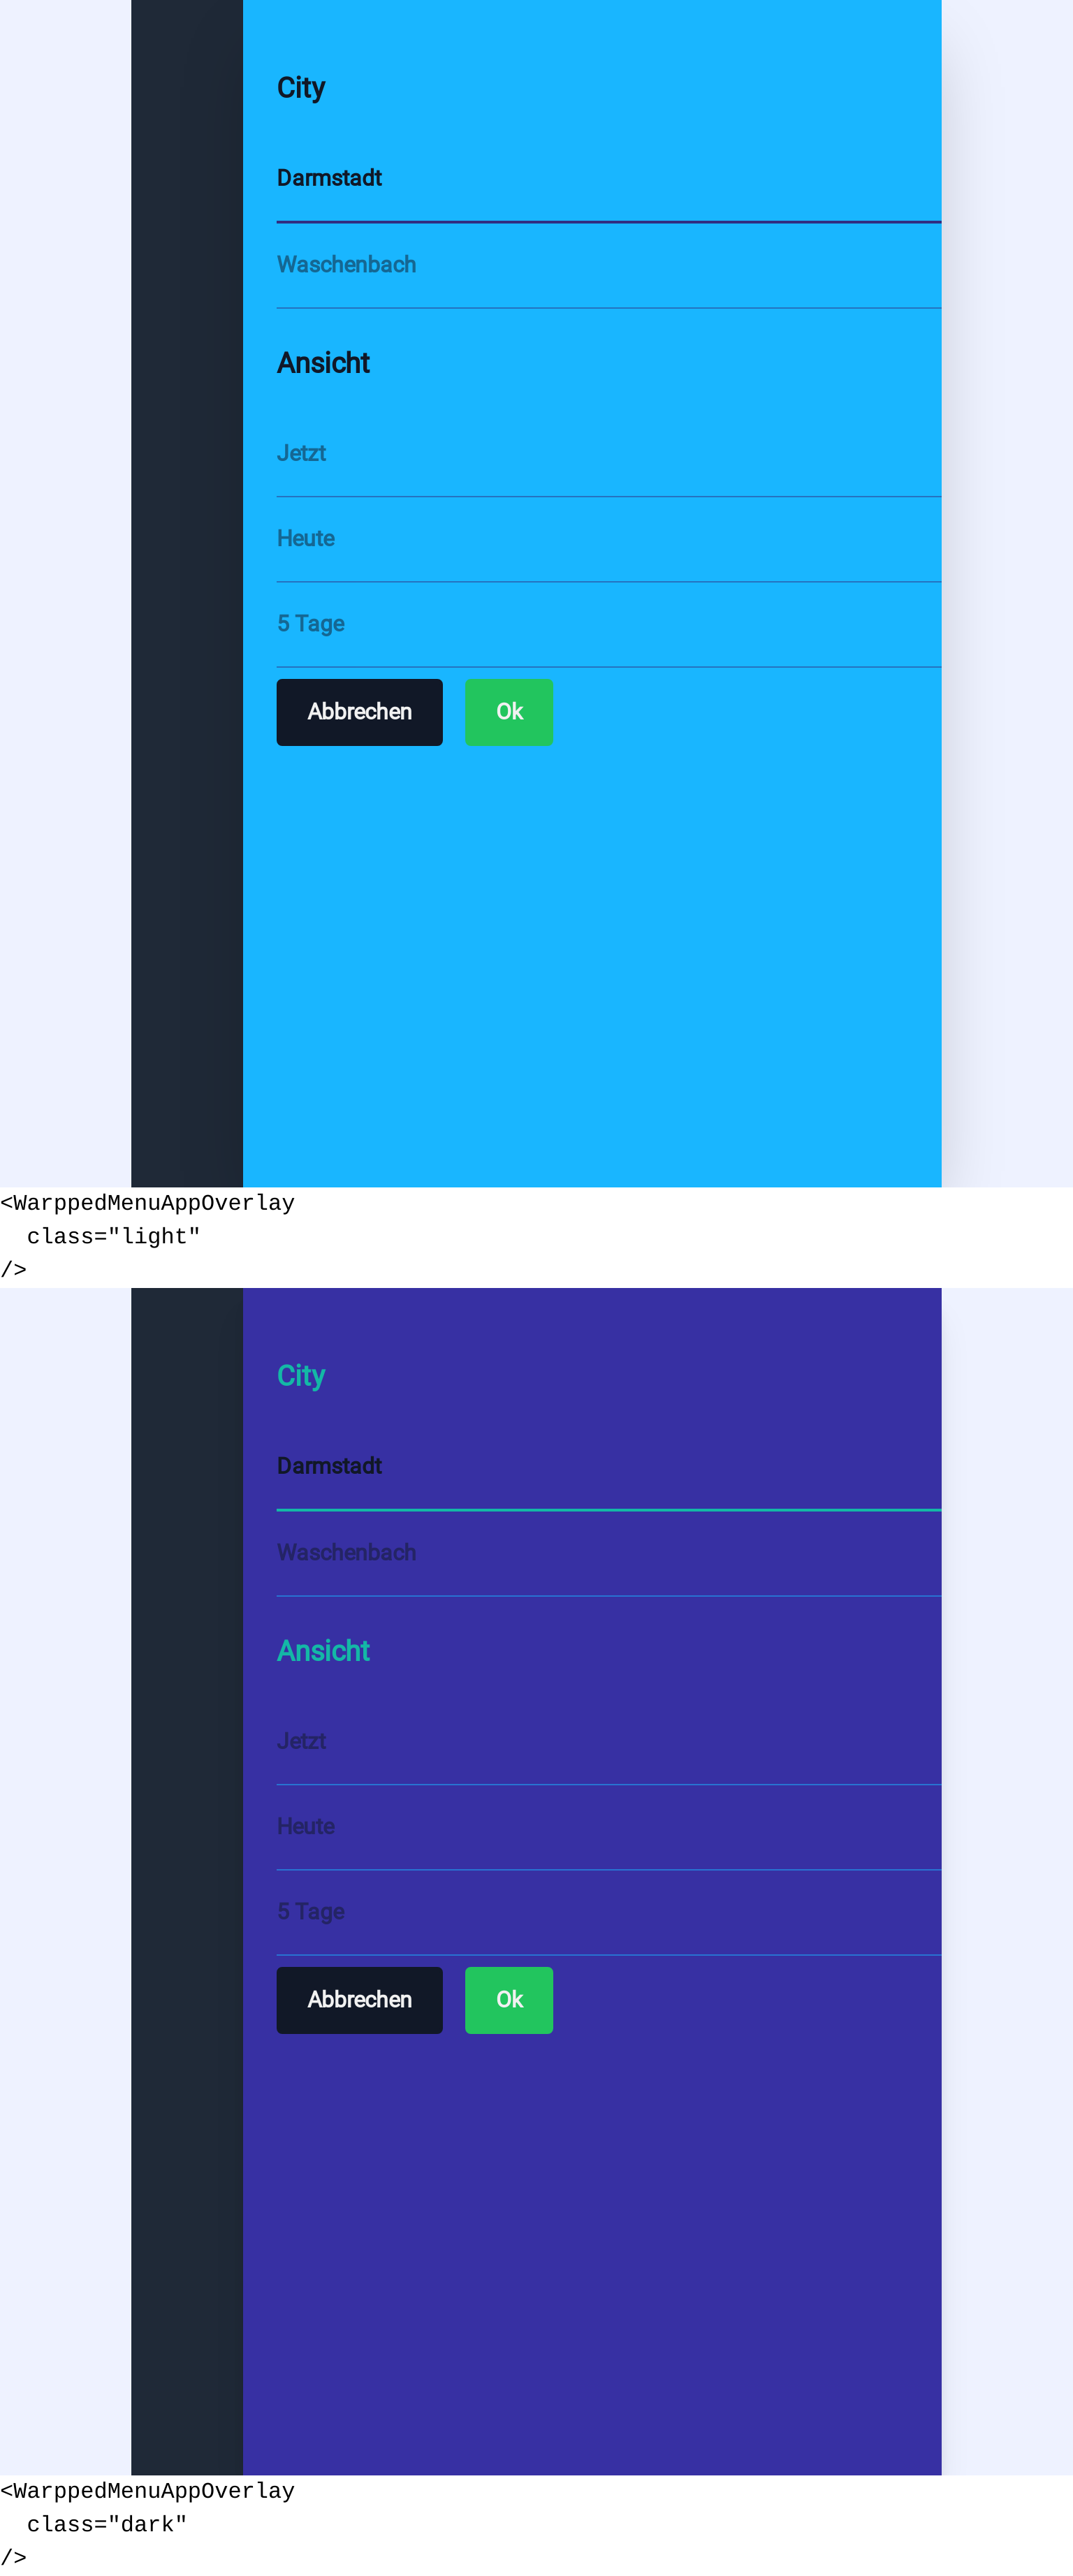 City
Darmstadt
Waschenbach
Ansicht
Jetzt
Heute
5 Tage
Abbrechen Ok
<WarppedMenuAppOverlay
class="light"
/>
City
Darmstadt
Waschenbach
Ansicht
Jetzt
Heute
5 Tage
Abbrechen Ok
<WarppedMenuAppOverlay
class="dark"
/>